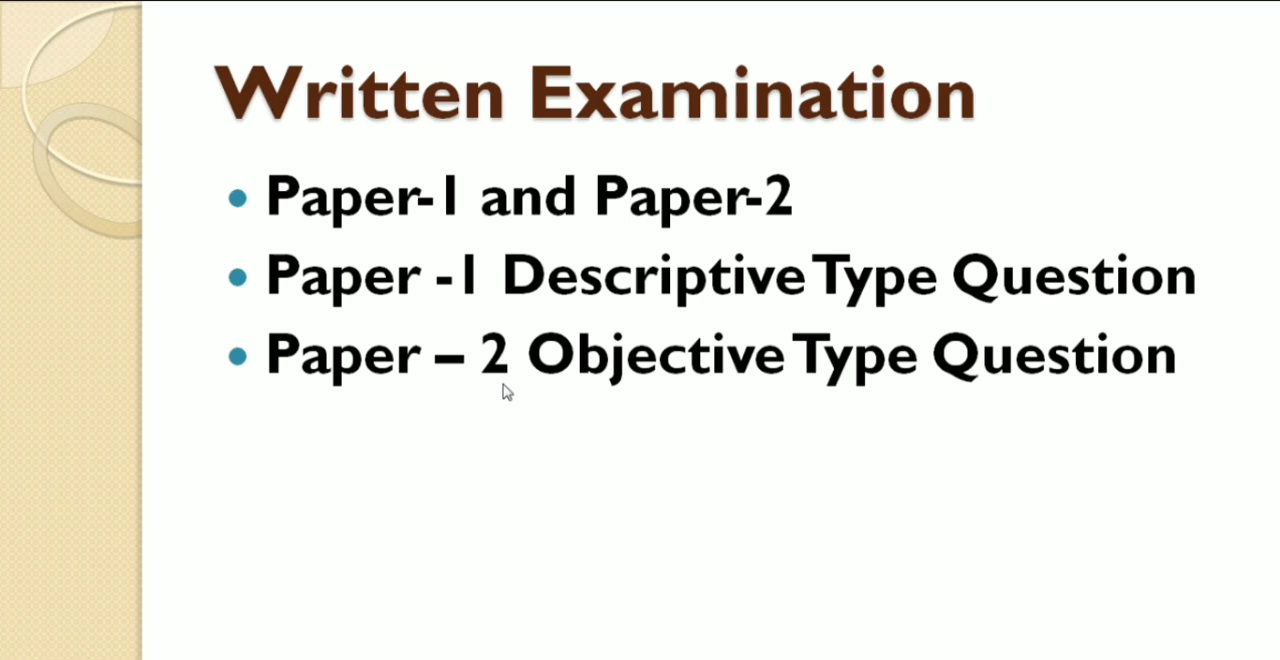 Written Examination
• Paper-1 and Paper-2
• Paper -1 Descriptive Type Question
• Paper – 2 Objective Type Question